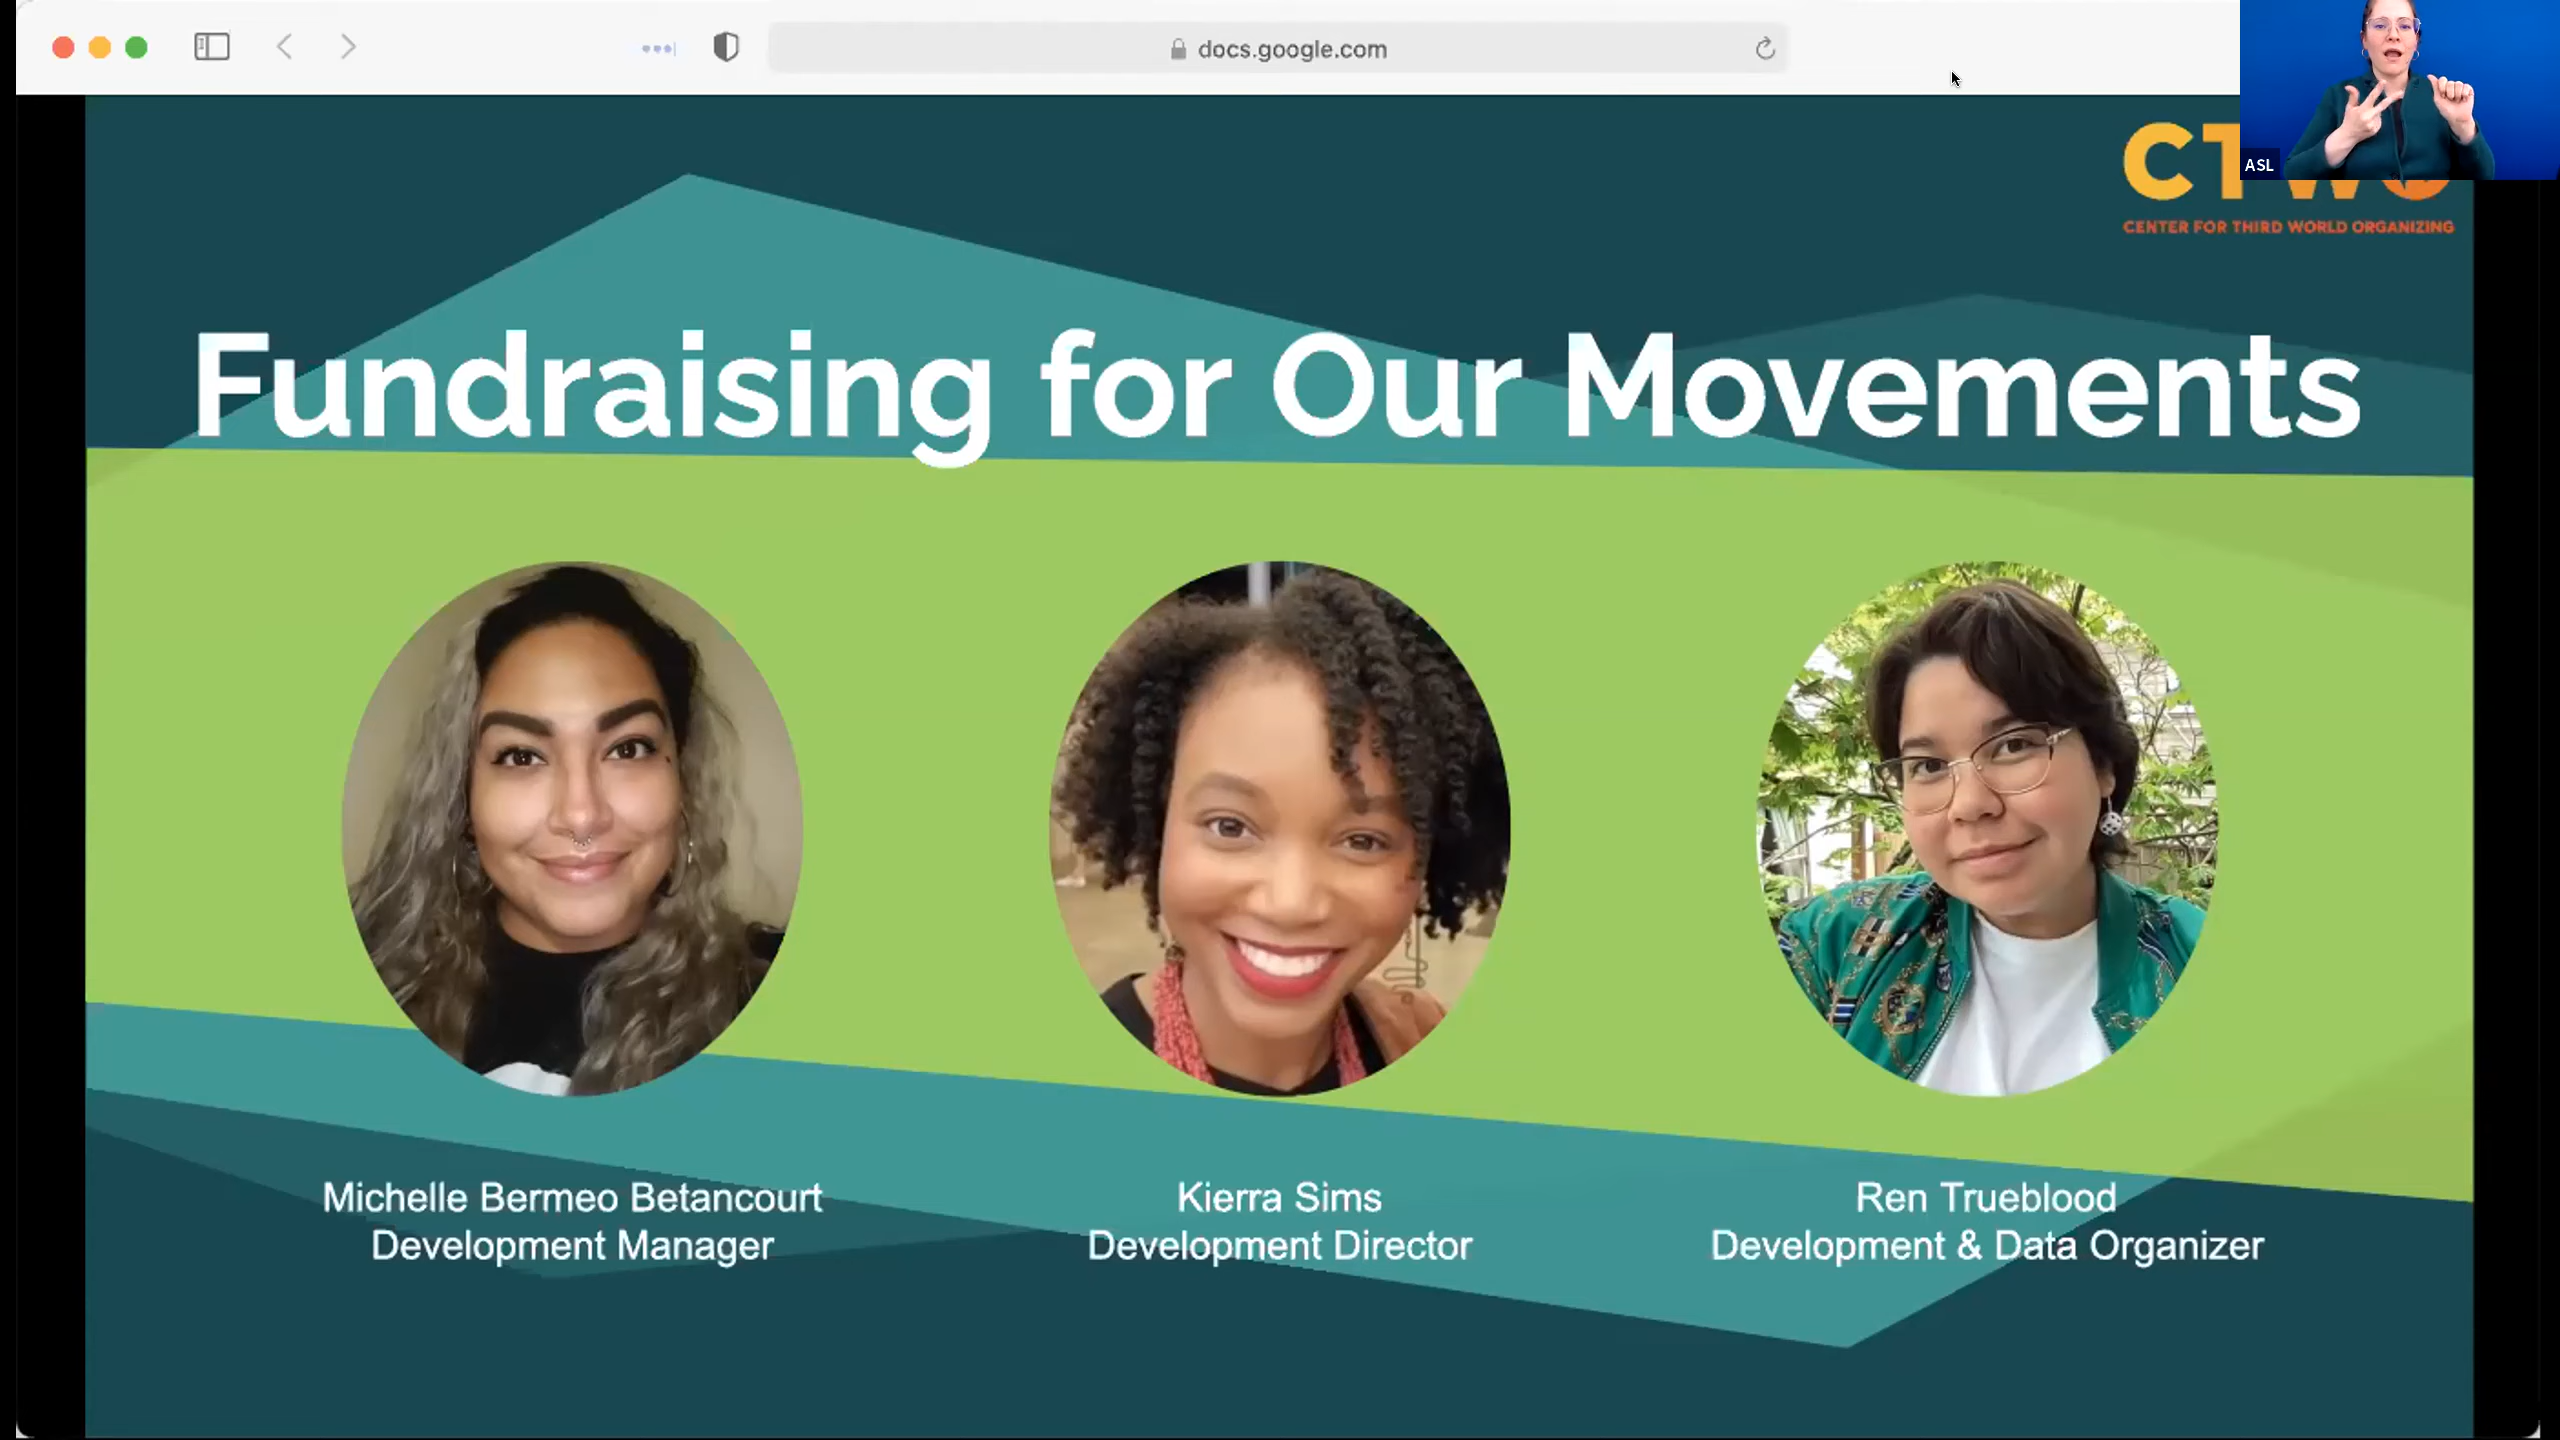 docs.google.com
ASL
CTWO
CENTER FOR THIRD WORLD ORGANIZING
Fundraising for Our Movements
Michelle Bermeo Betancourt
Development Manager
Kierra Sims
Development Director
Ren Trueblood
Development & Data Organizer